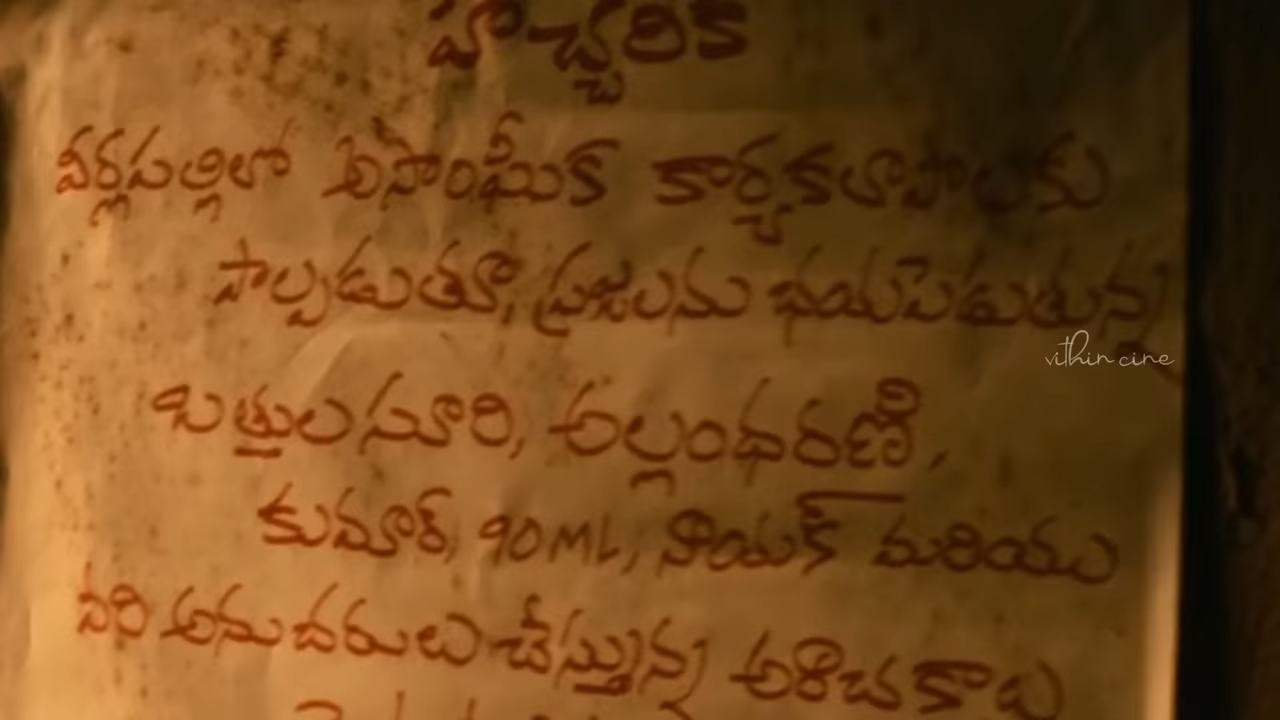 హెచ్చరిక
వీర్లపల్లిలో అసాంఘీక కార్యకలాపాలకు
పాల్పడుతూ, ప్రజలను భయపెడుతున్న
vithin cine
బత్తుల సూరి, అల్లం ధరణి,
కుమార్, 90ML, నాయక్ మరియు
వీరి అనుచరులు చేస్తున్న అరాచకాలు